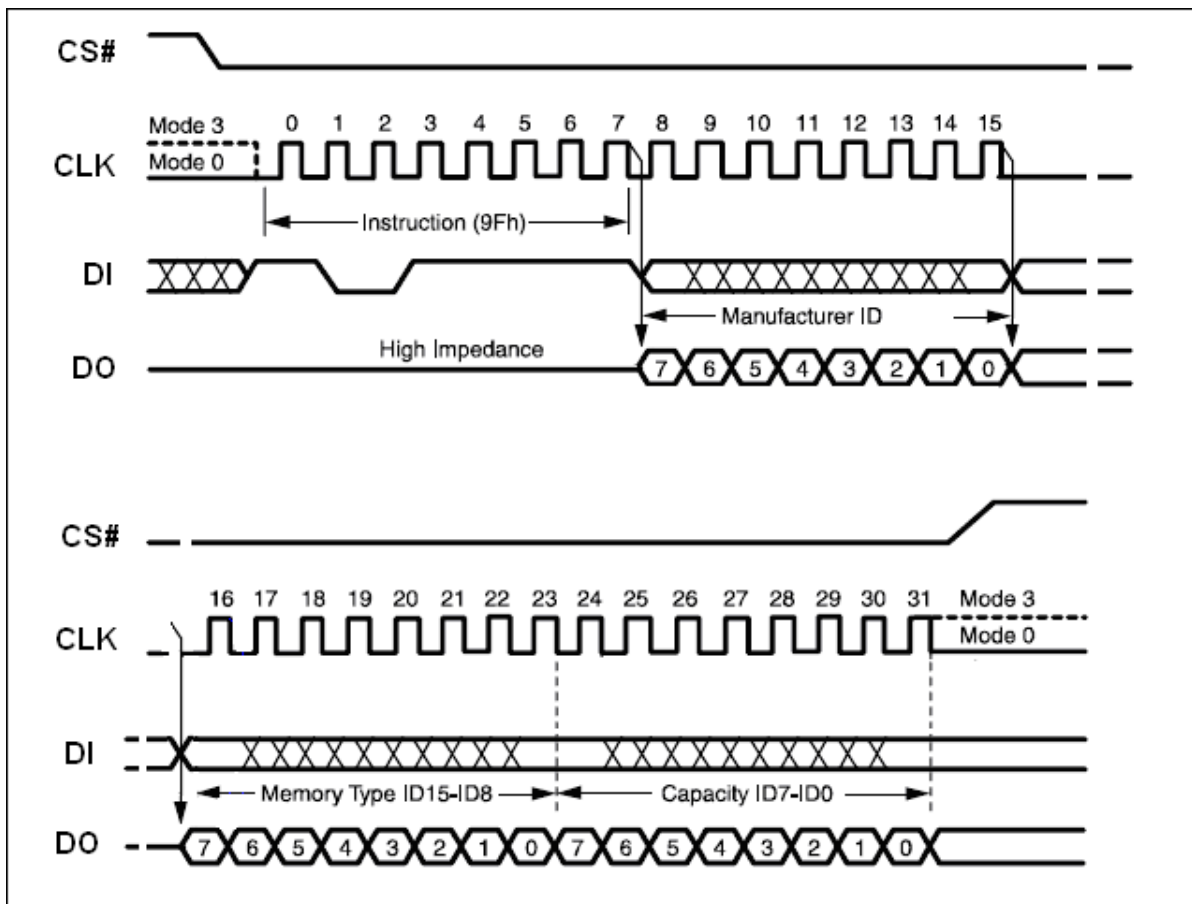 CS#
Mode 3
0 1 2 3 4 5 6 7 8 9 10 11 12 13 14 15
CLK
Mode 0
Instruction (9Fh)
DI
Manufacturer ID
High Impedance
DO
7 6 5 4 3 2 1 0
CS#
16 17 18 19 20 21 22 23 24 25 26 27 28 29 30 31
Mode 3
CLK
Mode 0
DI
Memory Type ID15-ID8
Capacity ID7-ID0
DO
7 6 5 4 3 2 1 0 7 6 5 4 3 2 1 0